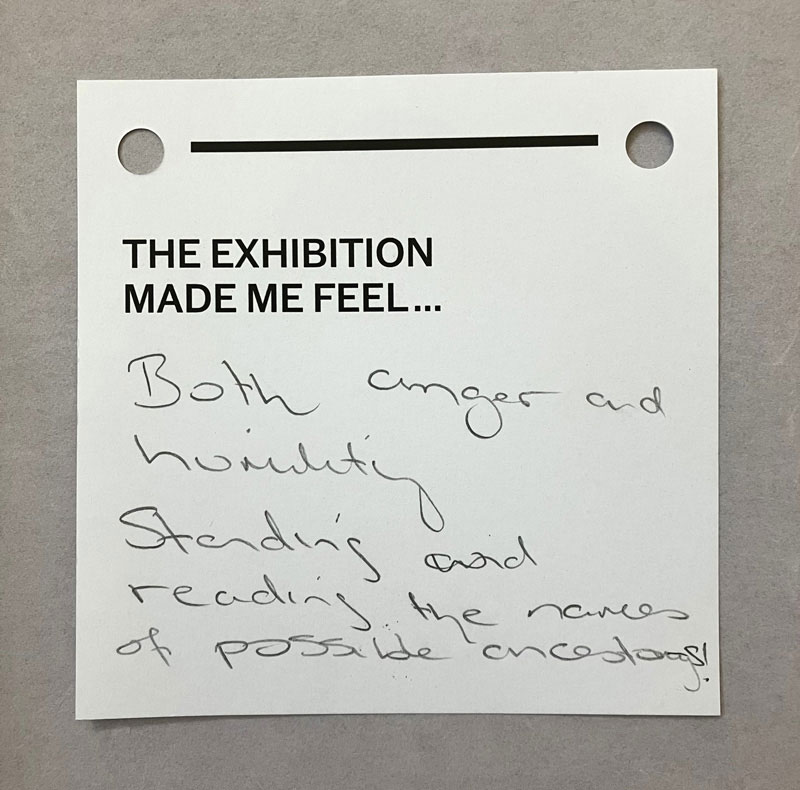 THE EXHIBITION
MADE ME FEEL...
Both anger and
humility
Standing and
reading the names
of possible ancestors!